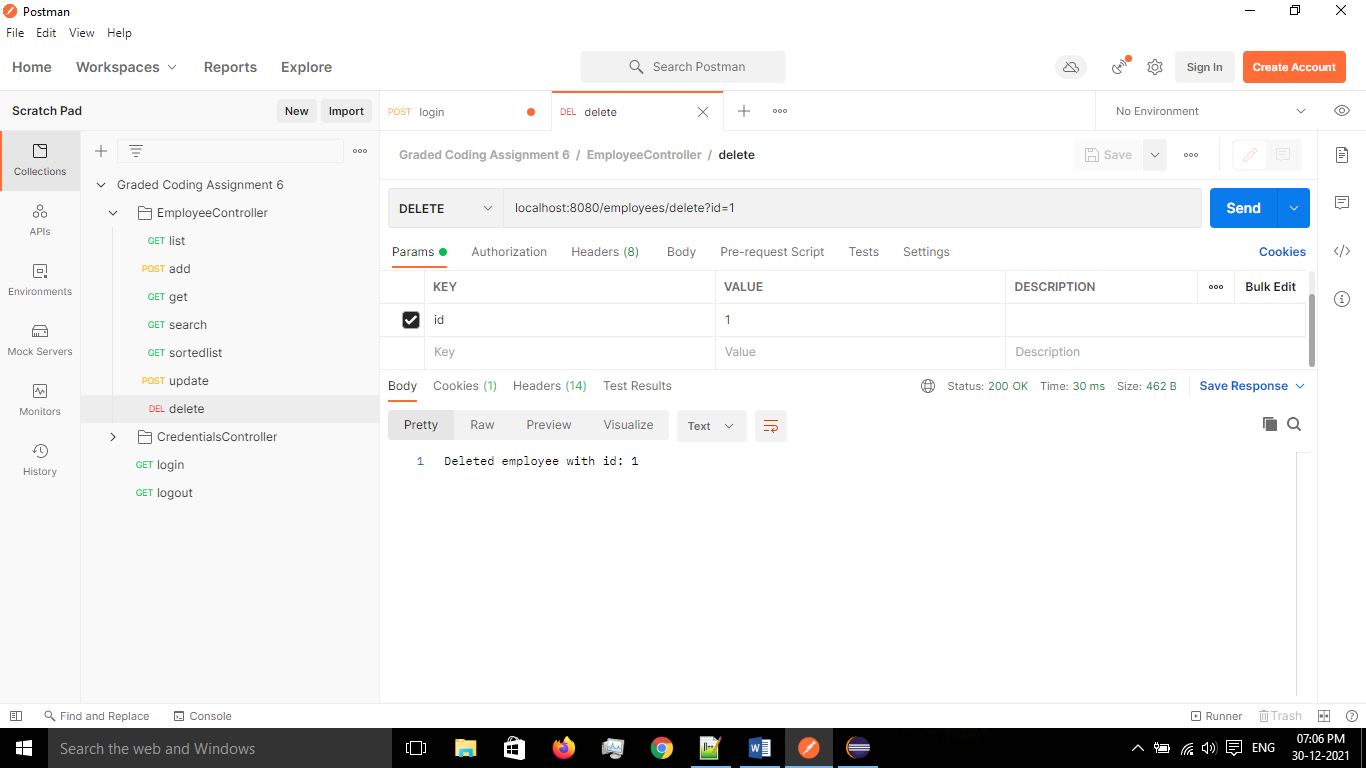 Postman
File Edit View Help
Home Workspaces Reports Explore Search Postman Sign In Create Account
Scratch Pad New Import
POST login DEL delete No Environment
Graded Coding Assignment 6 / EmployeeController / delete Save
Collections
APIs
Environments
Mock Servers
Monitors
History
Graded Coding Assignment 6
EmployeeController
GET list
POST add
GET get
GET search
GET sortedlist
POST update
DEL delete
CredentialsController
GET login
GET logout
DELETE localhost:8080/employees/delete?id=1 Send
Params Authorization Headers (8) Body Pre-request Script Tests Settings Cookies
KEY VALUE DESCRIPTION Bulk Edit
id 1
Key Value Description
Body Cookies (1) Headers (14) Test Results Status: 200 OK Time: 30 ms Size: 462 B Save Response
Pretty Raw Preview Visualize Text
1 Deleted employee with id: 1
Find and Replace Console Runner Trash
Search the web and Windows ENG 07:06 PM
30-12-2021